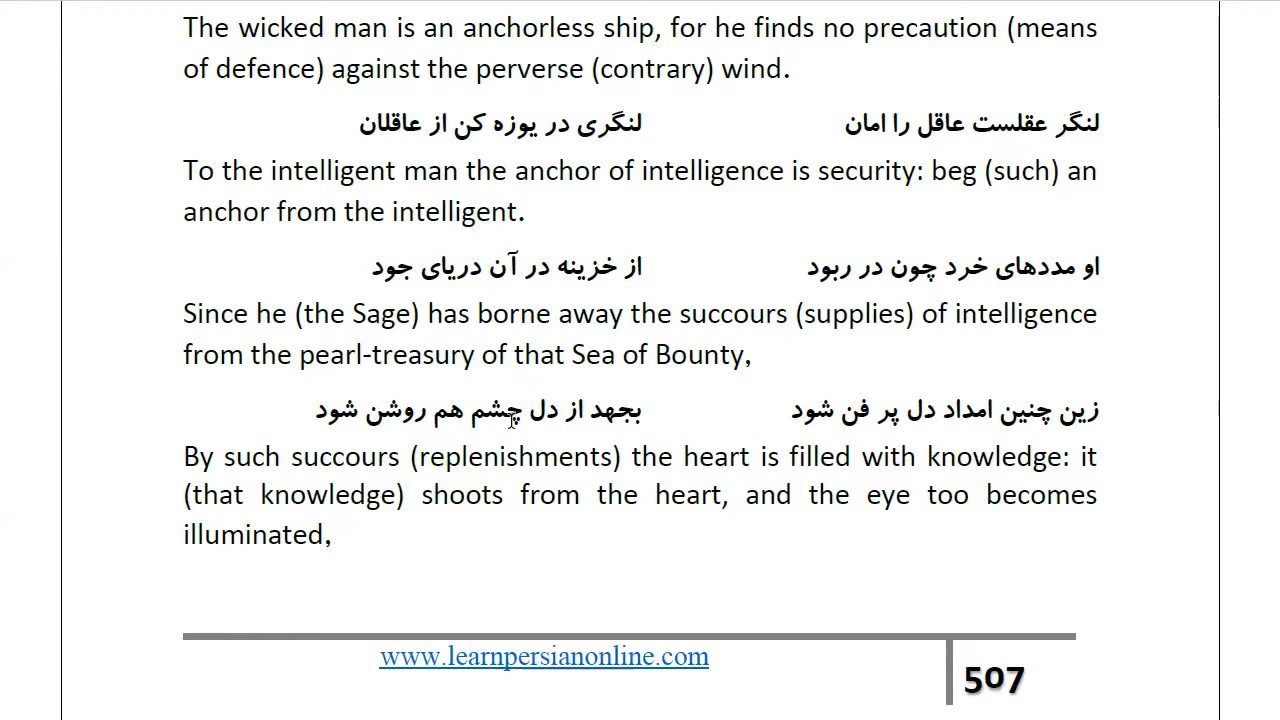 The wicked man is an anchorless ship, for he finds no precaution (means
of defence) against the perverse (contrary) wind.
لنگر عقلست عاقل را امان لنگری در یوزه کن از عاقلان
To the intelligent man the anchor of intelligence is security: beg (such) an
anchor from the intelligent.
او مددهای خرد چون در ربود از خزینه در آن دریای جود
Since he (the Sage) has borne away the succours (supplies) of intelligence
from the pearl-treasury of that Sea of Bounty,
زین چنین امداد دل پر فن شود بجهد از دل چشم هم روشن شود
By such succours (replenishments) the heart is filled with knowledge: it
(that knowledge) shoots from the heart, and the eye too becomes
illuminated,
www.learnpersianonline.com
507